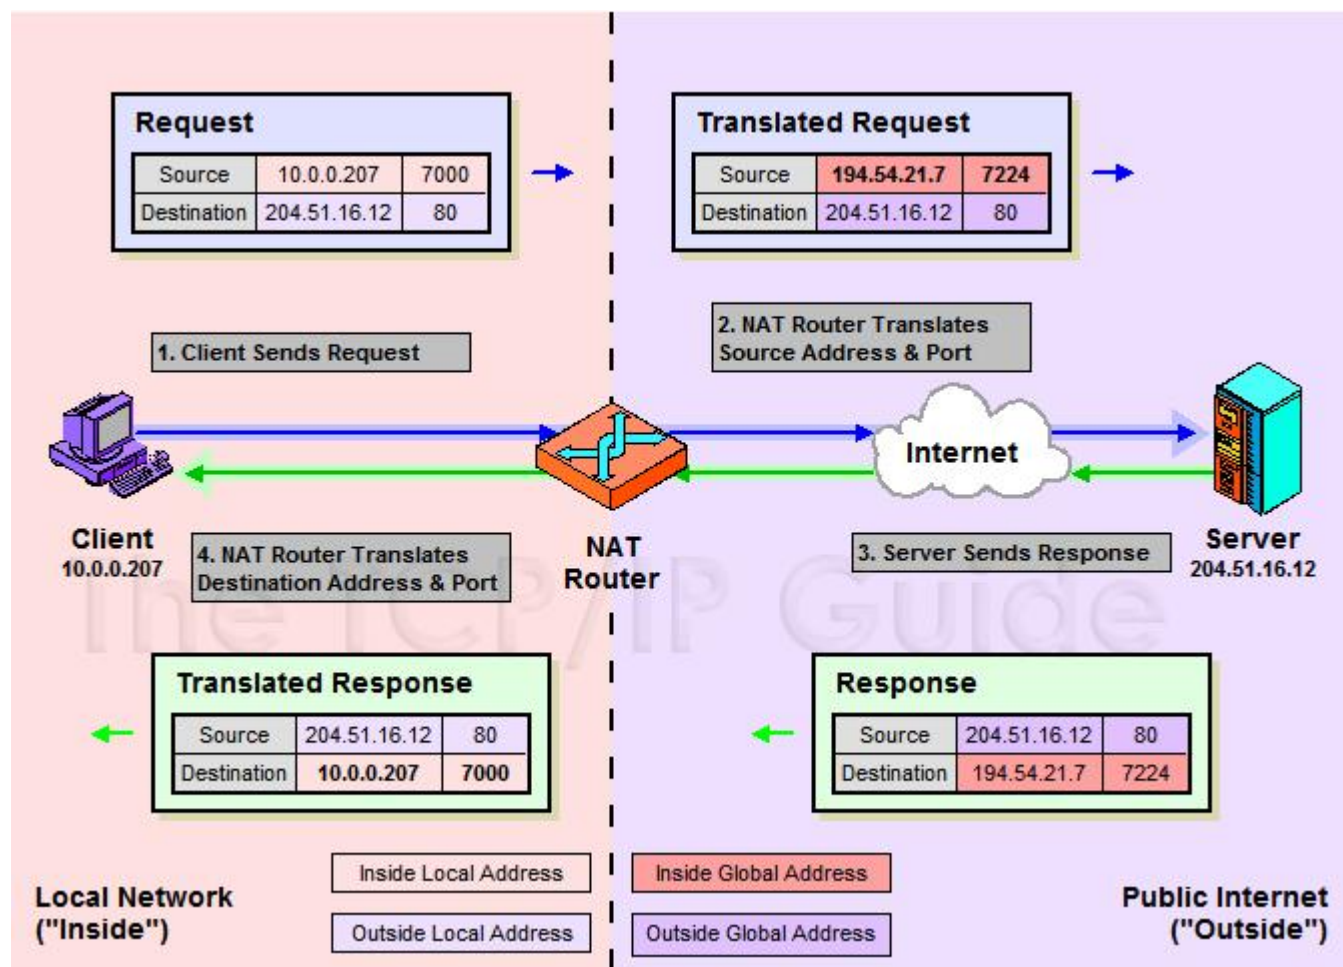 Request
Source 10.0.0.207 7000
Destination 204.51.16.12 80
Translated Request
Source 194.54.21.7 7224
Destination 204.51.16.12 80
1. Client Sends Request
2. NAT Router Translates
Source Address & Port
Internet
Client
10.0.0.207
4. NAT Router Translates
Destination Address & Port
NAT
Router
3. Server Sends Response
Server
204.51.16.12
The TCP/IP Guide
Translated Response
Source 204.51.16.12 80
Destination 10.0.0.207 7000
Response
Source 204.51.16.12 80
Destination 194.54.21.7 7224
Local Network
("Inside")
Inside Local Address
Outside Local Address
Inside Global Address
Outside Global Address
Public Internet
("Outside")